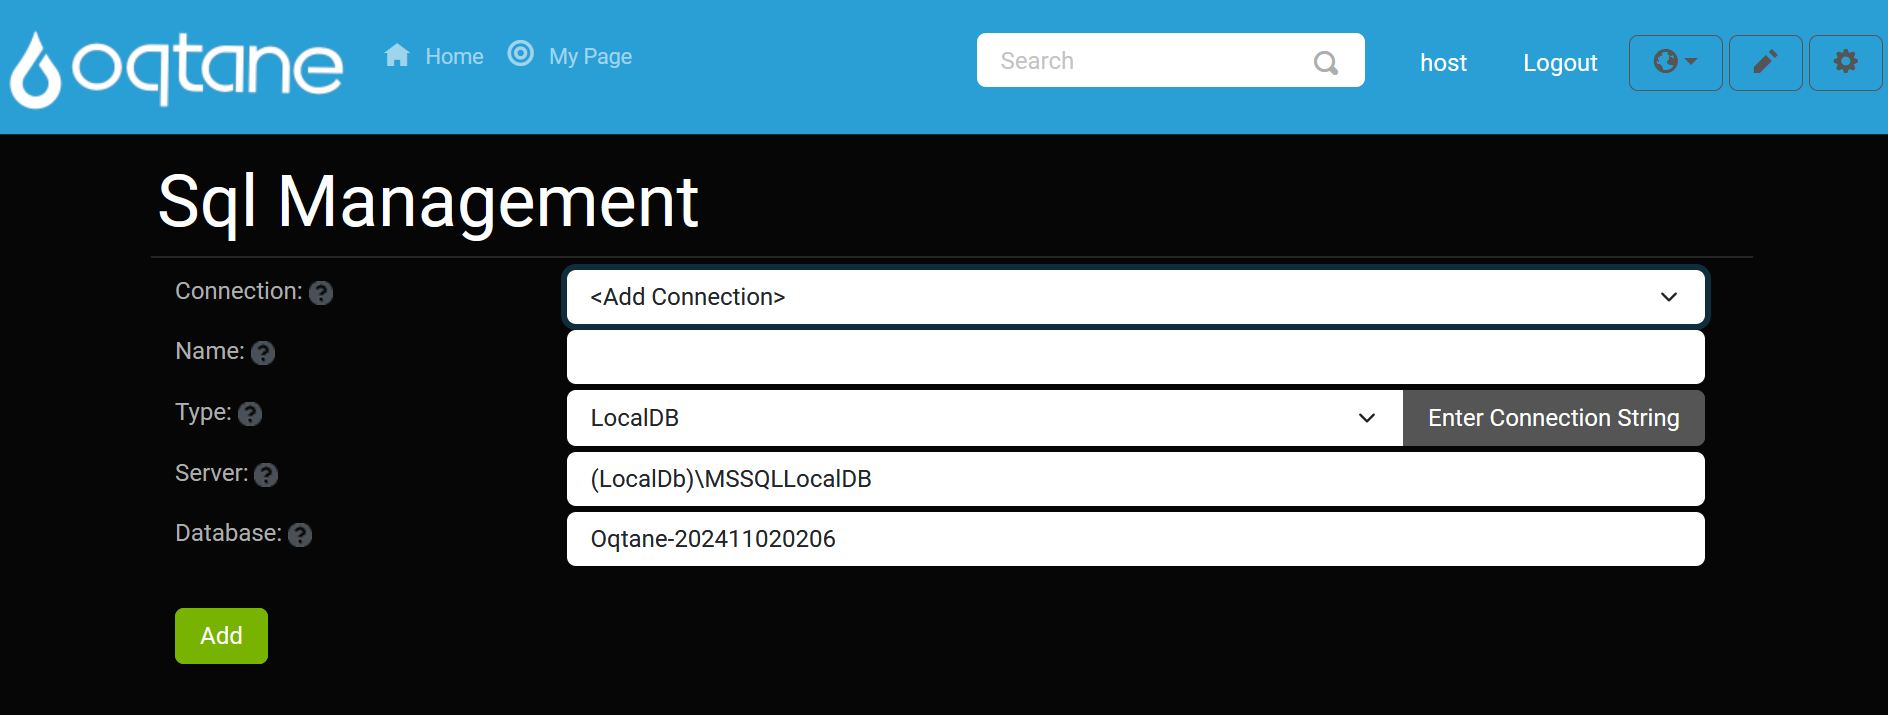 oqtane Home My Page Search host Logout
Sql Management
Connection: ? <Add Connection>
Name: ?
Type: ? LocalDB Enter Connection String
Server: ? (LocalDb)\MSSQLLocalDB
Database: ? Oqtane-202411020206
Add